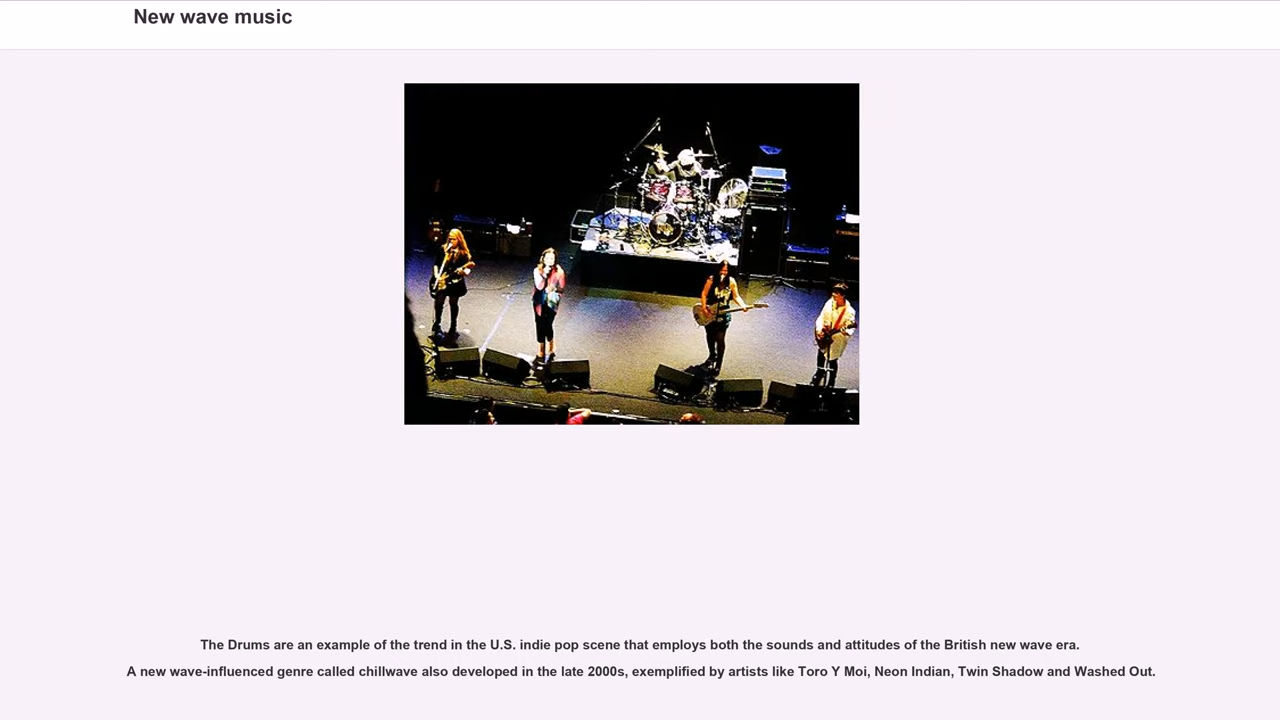 New wave music
The Drums are an example of the trend in the U.S. indie pop scene that employs both the sounds and attitudes of the British new wave era.
A new wave-influenced genre called chillwave also developed in the late 2000s, exemplified by artists like Toro Y Moi, Neon Indian, Twin Shadow and Washed Out.